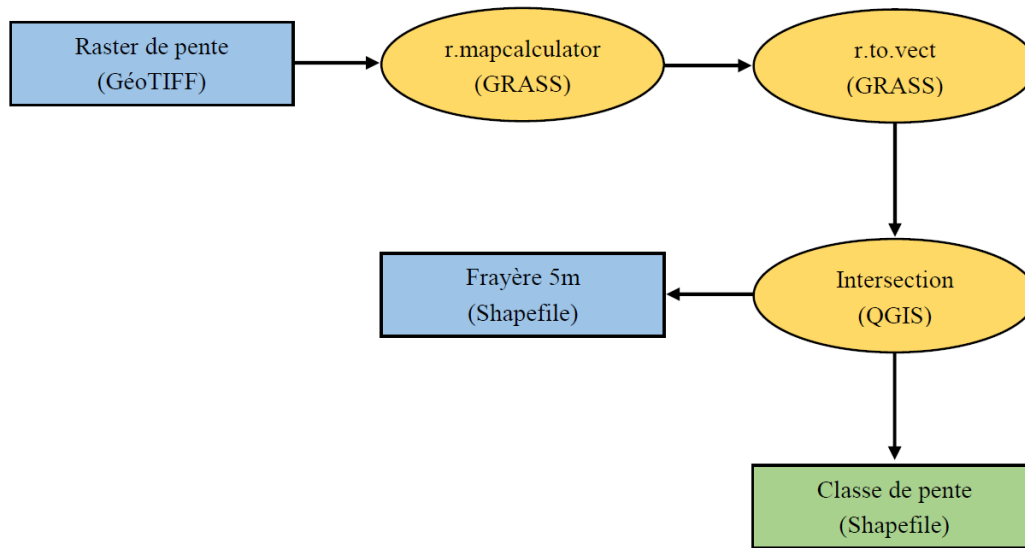 Raster de pente
(GéoTIFF)
r.mapcalculator
(GRASS)
r.to.vect
(GRASS)
Frayère 5m
(Shapefile)
Intersection
(QGIS)
Classe de pente
(Shapefile)